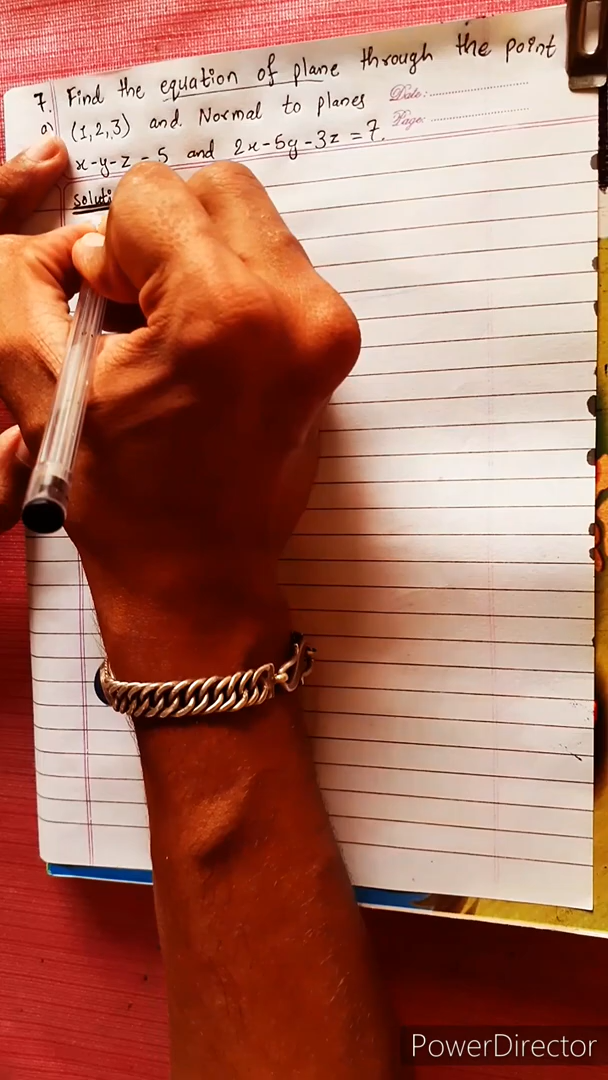 7. Find the equation of plane through the point
a) (1,2,3) and Normal to planes
Date:
x-y-z-5 and 2x-5y-3z=7.
Page:
PowerDirector